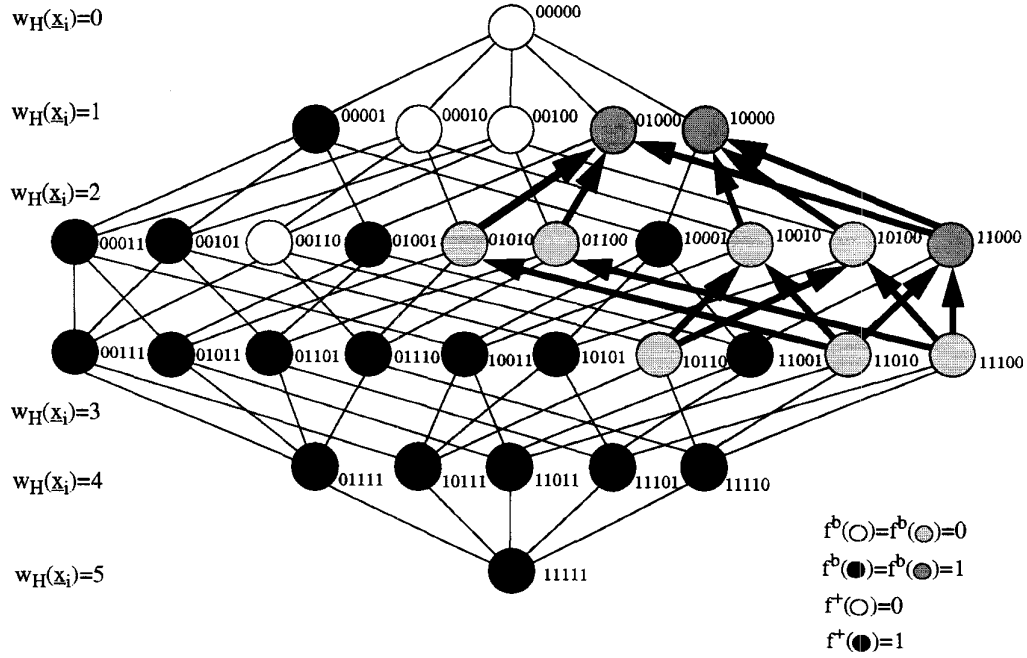 w_H(x_i)=0
00000
w_H(x_i)=1
00001 00010 00100 01000 10000
w_H(x_i)=2
00011 00101 00110 01001 01010 01100 10001 10010 10100 11000
00111 01011 01101 01110 10011 10101 10110 11001 11010 11100
w_H(x_i)=3
w_H(x_i)=4
01111 10111 11011 11101 11110
w_H(x_i)=5
11111
f^b(○)=f^b(○)=0
f^b(●)=f^b(●)=1
f^+(○)=0
f^+(●)=1